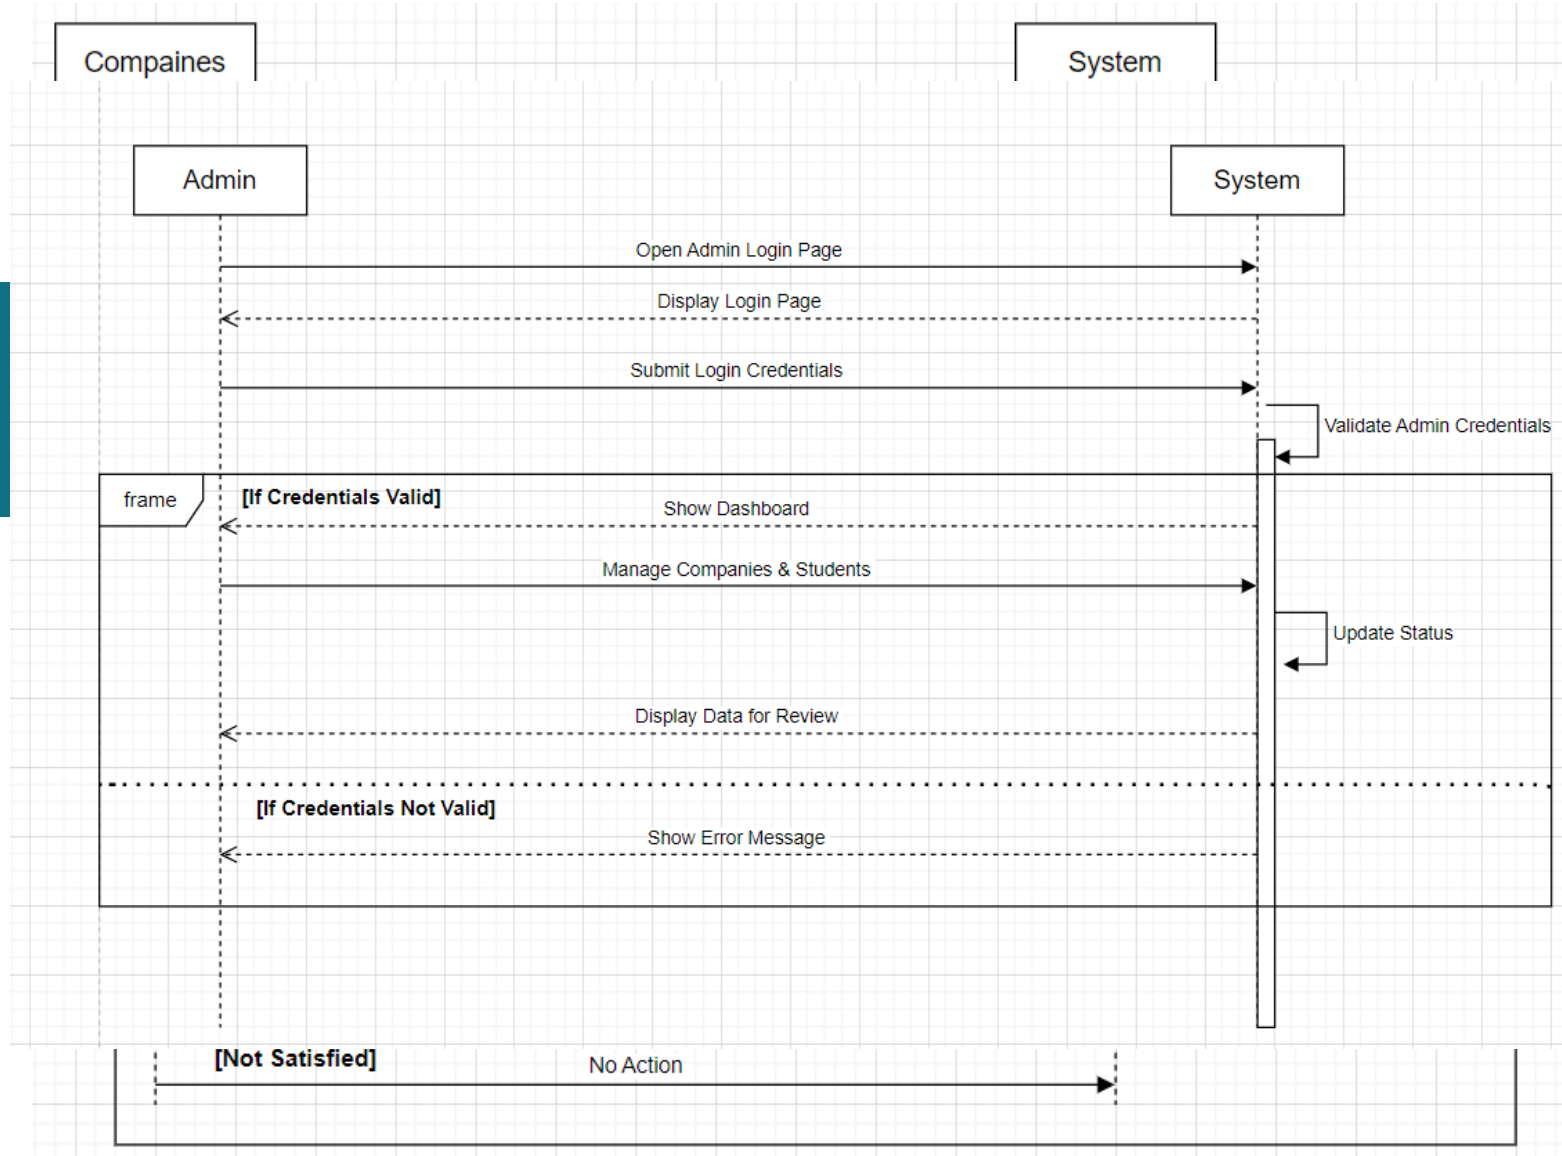 Compaines
System
Admin
System
Open Admin Login Page
Display Login Page
Submit Login Credentials
Validate Admin Credentials
frame
[If Credentials Valid]
Show Dashboard
Manage Companies & Students
Update Status
Display Data for Review
[If Credentials Not Valid]
Show Error Message
[Not Satisfied]
No Action